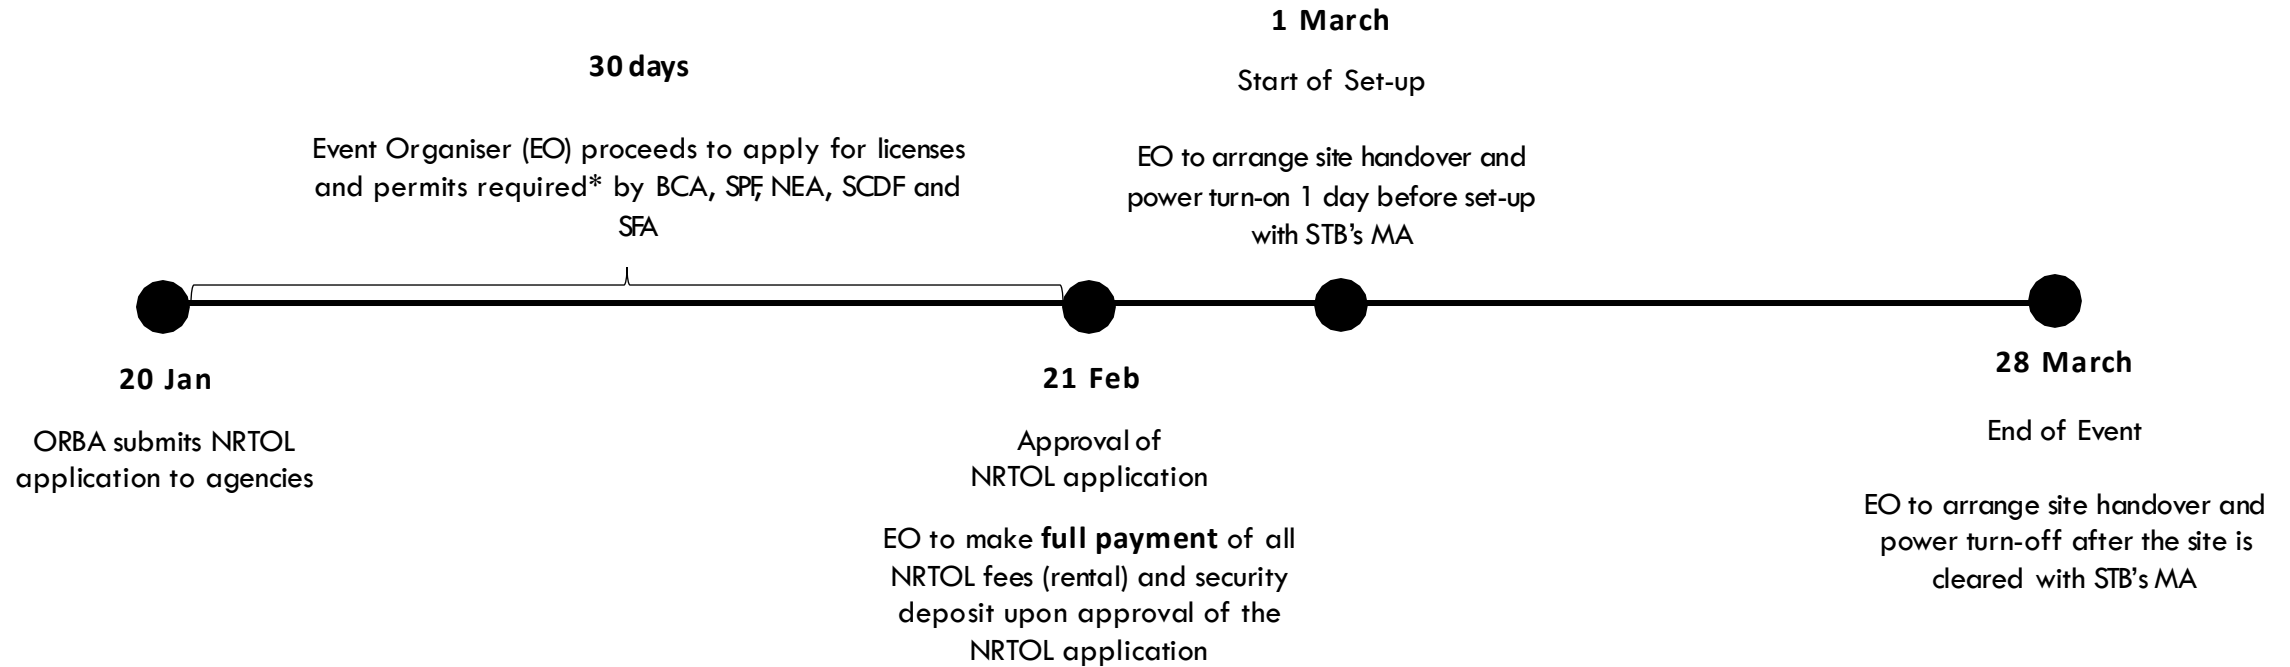 30 days
Event Organiser (EO) proceeds to apply for licenses
and permits required* by BCA, SPF, NEA, SCDF and
SFA
1 March
Start of Set-up
EO to arrange site handover and
power turn-on 1 day before set-up
with STB’s MA
20 Jan
ORBA submits NRTOL
application to agencies
21 Feb
Approval of
NRTOL application
EO to make full payment of all
NRTOL fees (rental) and security
deposit upon approval of the
NRTOL application
28 March
End of Event
EO to arrange site handover and
power turn-off after the site is
cleared with STB’s MA